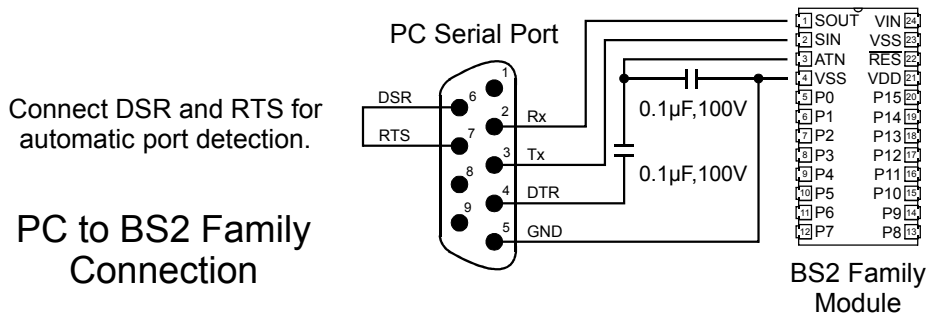 PC Serial Port
Connect DSR and RTS for
automatic port detection.
PC to BS2 Family
Connection
DSR
RTS
1
6
2
Rx
7
3
Tx
8
4
DTR
9
5
GND
0.1µF,100V
0.1µF,100V
1 SOUT VIN 24
2 SIN VSS 23
3 ATN RES 22
4 VSS VDD 21
5 P0 P15 20
6 P1 P14 19
7 P2 P13 18
8 P3 P12 17
9 P4 P11 16
10 P5 P10 15
11 P6 P9 14
12 P7 P8 13
BS2 Family
Module